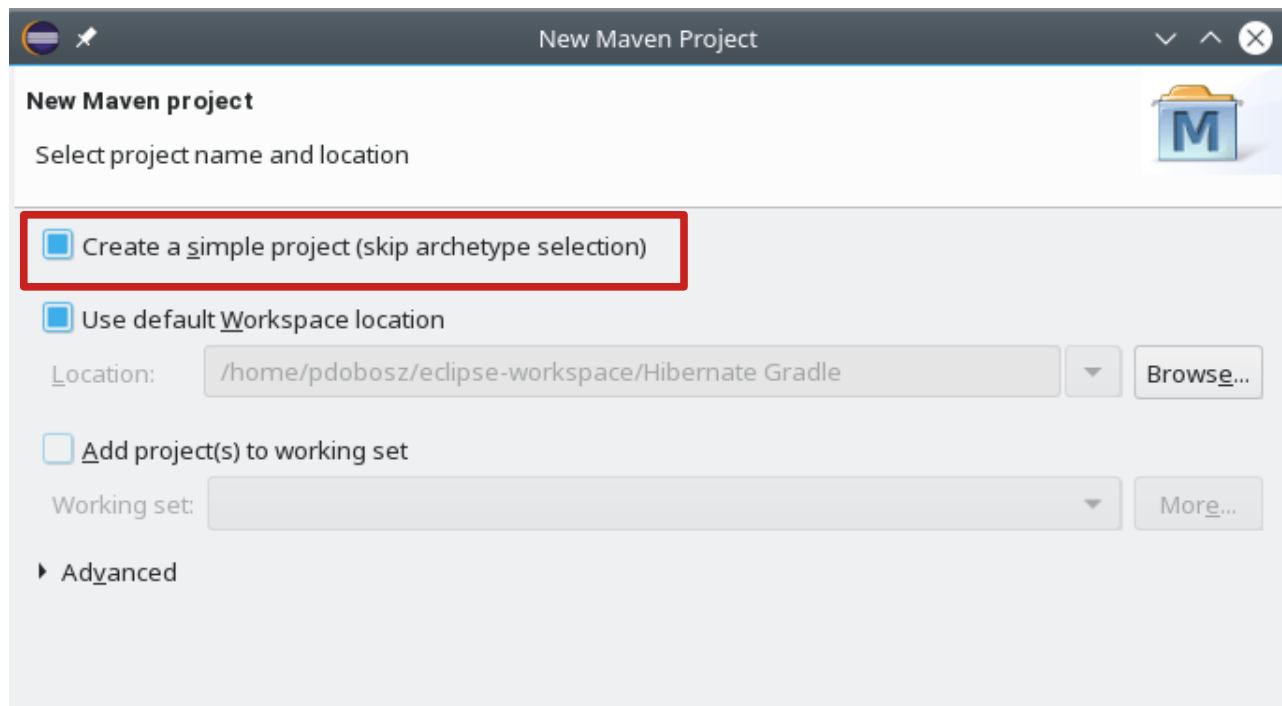 New Maven Project
New Maven project
Select project name and location
M
Create a simple project (skip archetype selection)
Use default Workspace location
Location: /home/pdobosz/eclipse-workspace/Hibernate Gradle Browse...
Add project(s) to working set
Working set: More...
Advanced